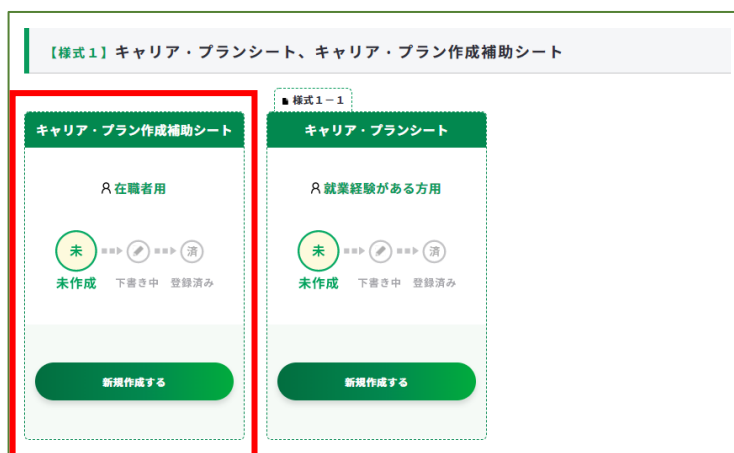 【様式1】キャリア・プランシート、キャリア・プラン作成補助シート
キャリア・プラン作成補助シート
在職者用
未
済
未作成
下書き中
登録済み
新規作成する
様式1-1
キャリア・プランシート
就業経験がある方用
未
済
未作成
下書き中
登録済み
新規作成する